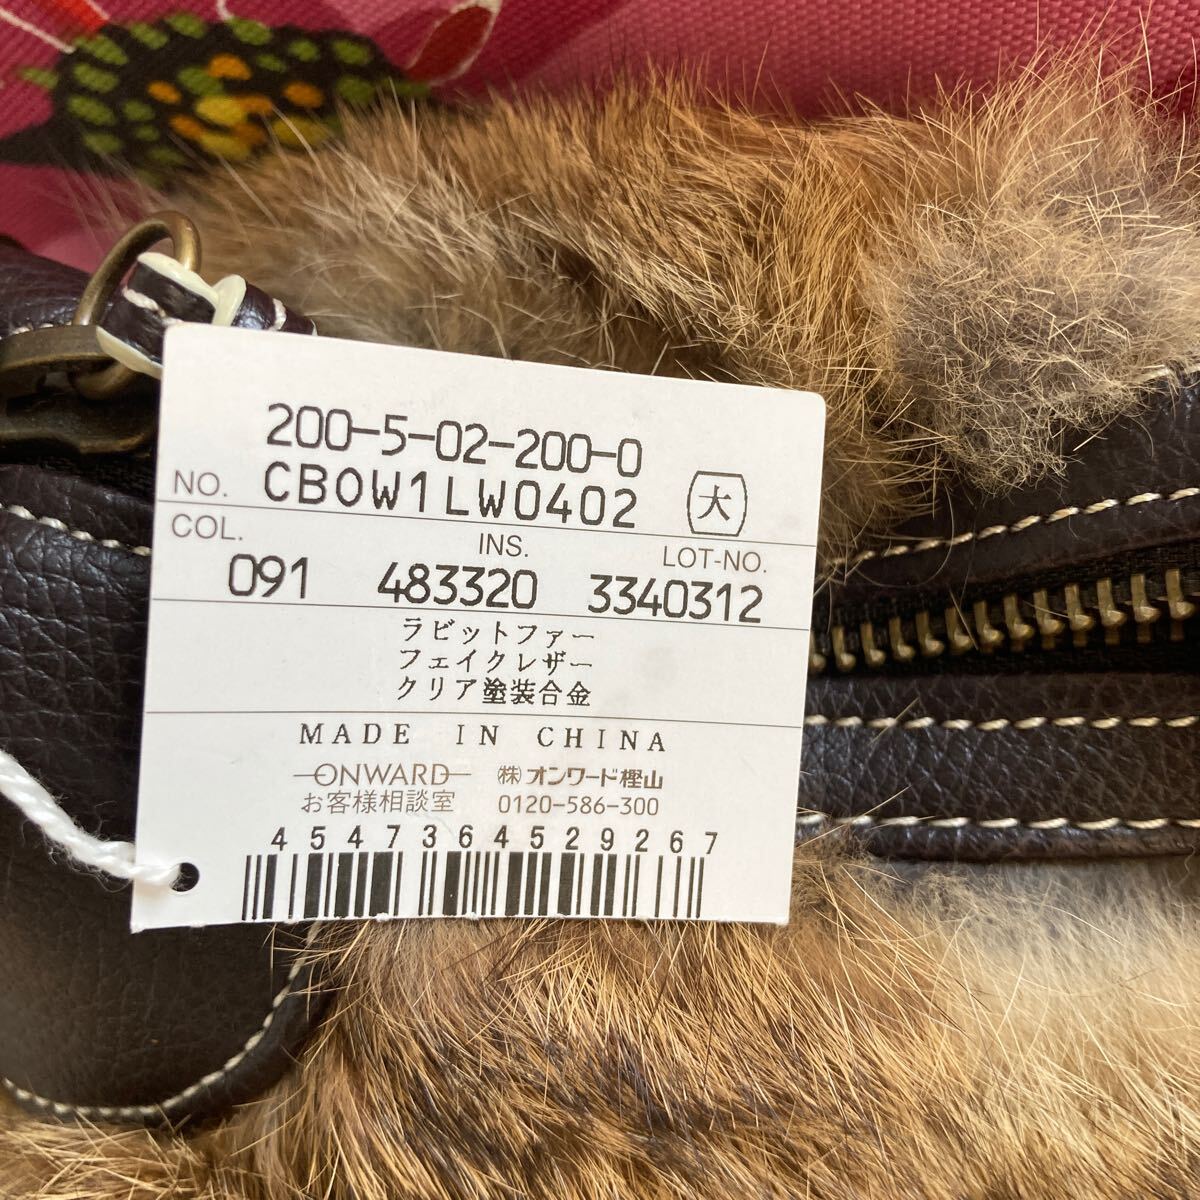 200-5-02-200-0
NO. CB0W1LW0402 大
COL. INS. LOT-NO.
091 483320 3340312
ラビットファー
フェイクレザー
クリア塗装合金
MADE IN CHINA
ONWARD ㈱オンワード樫山
お客様相談室 0120-586-300
4547364529267